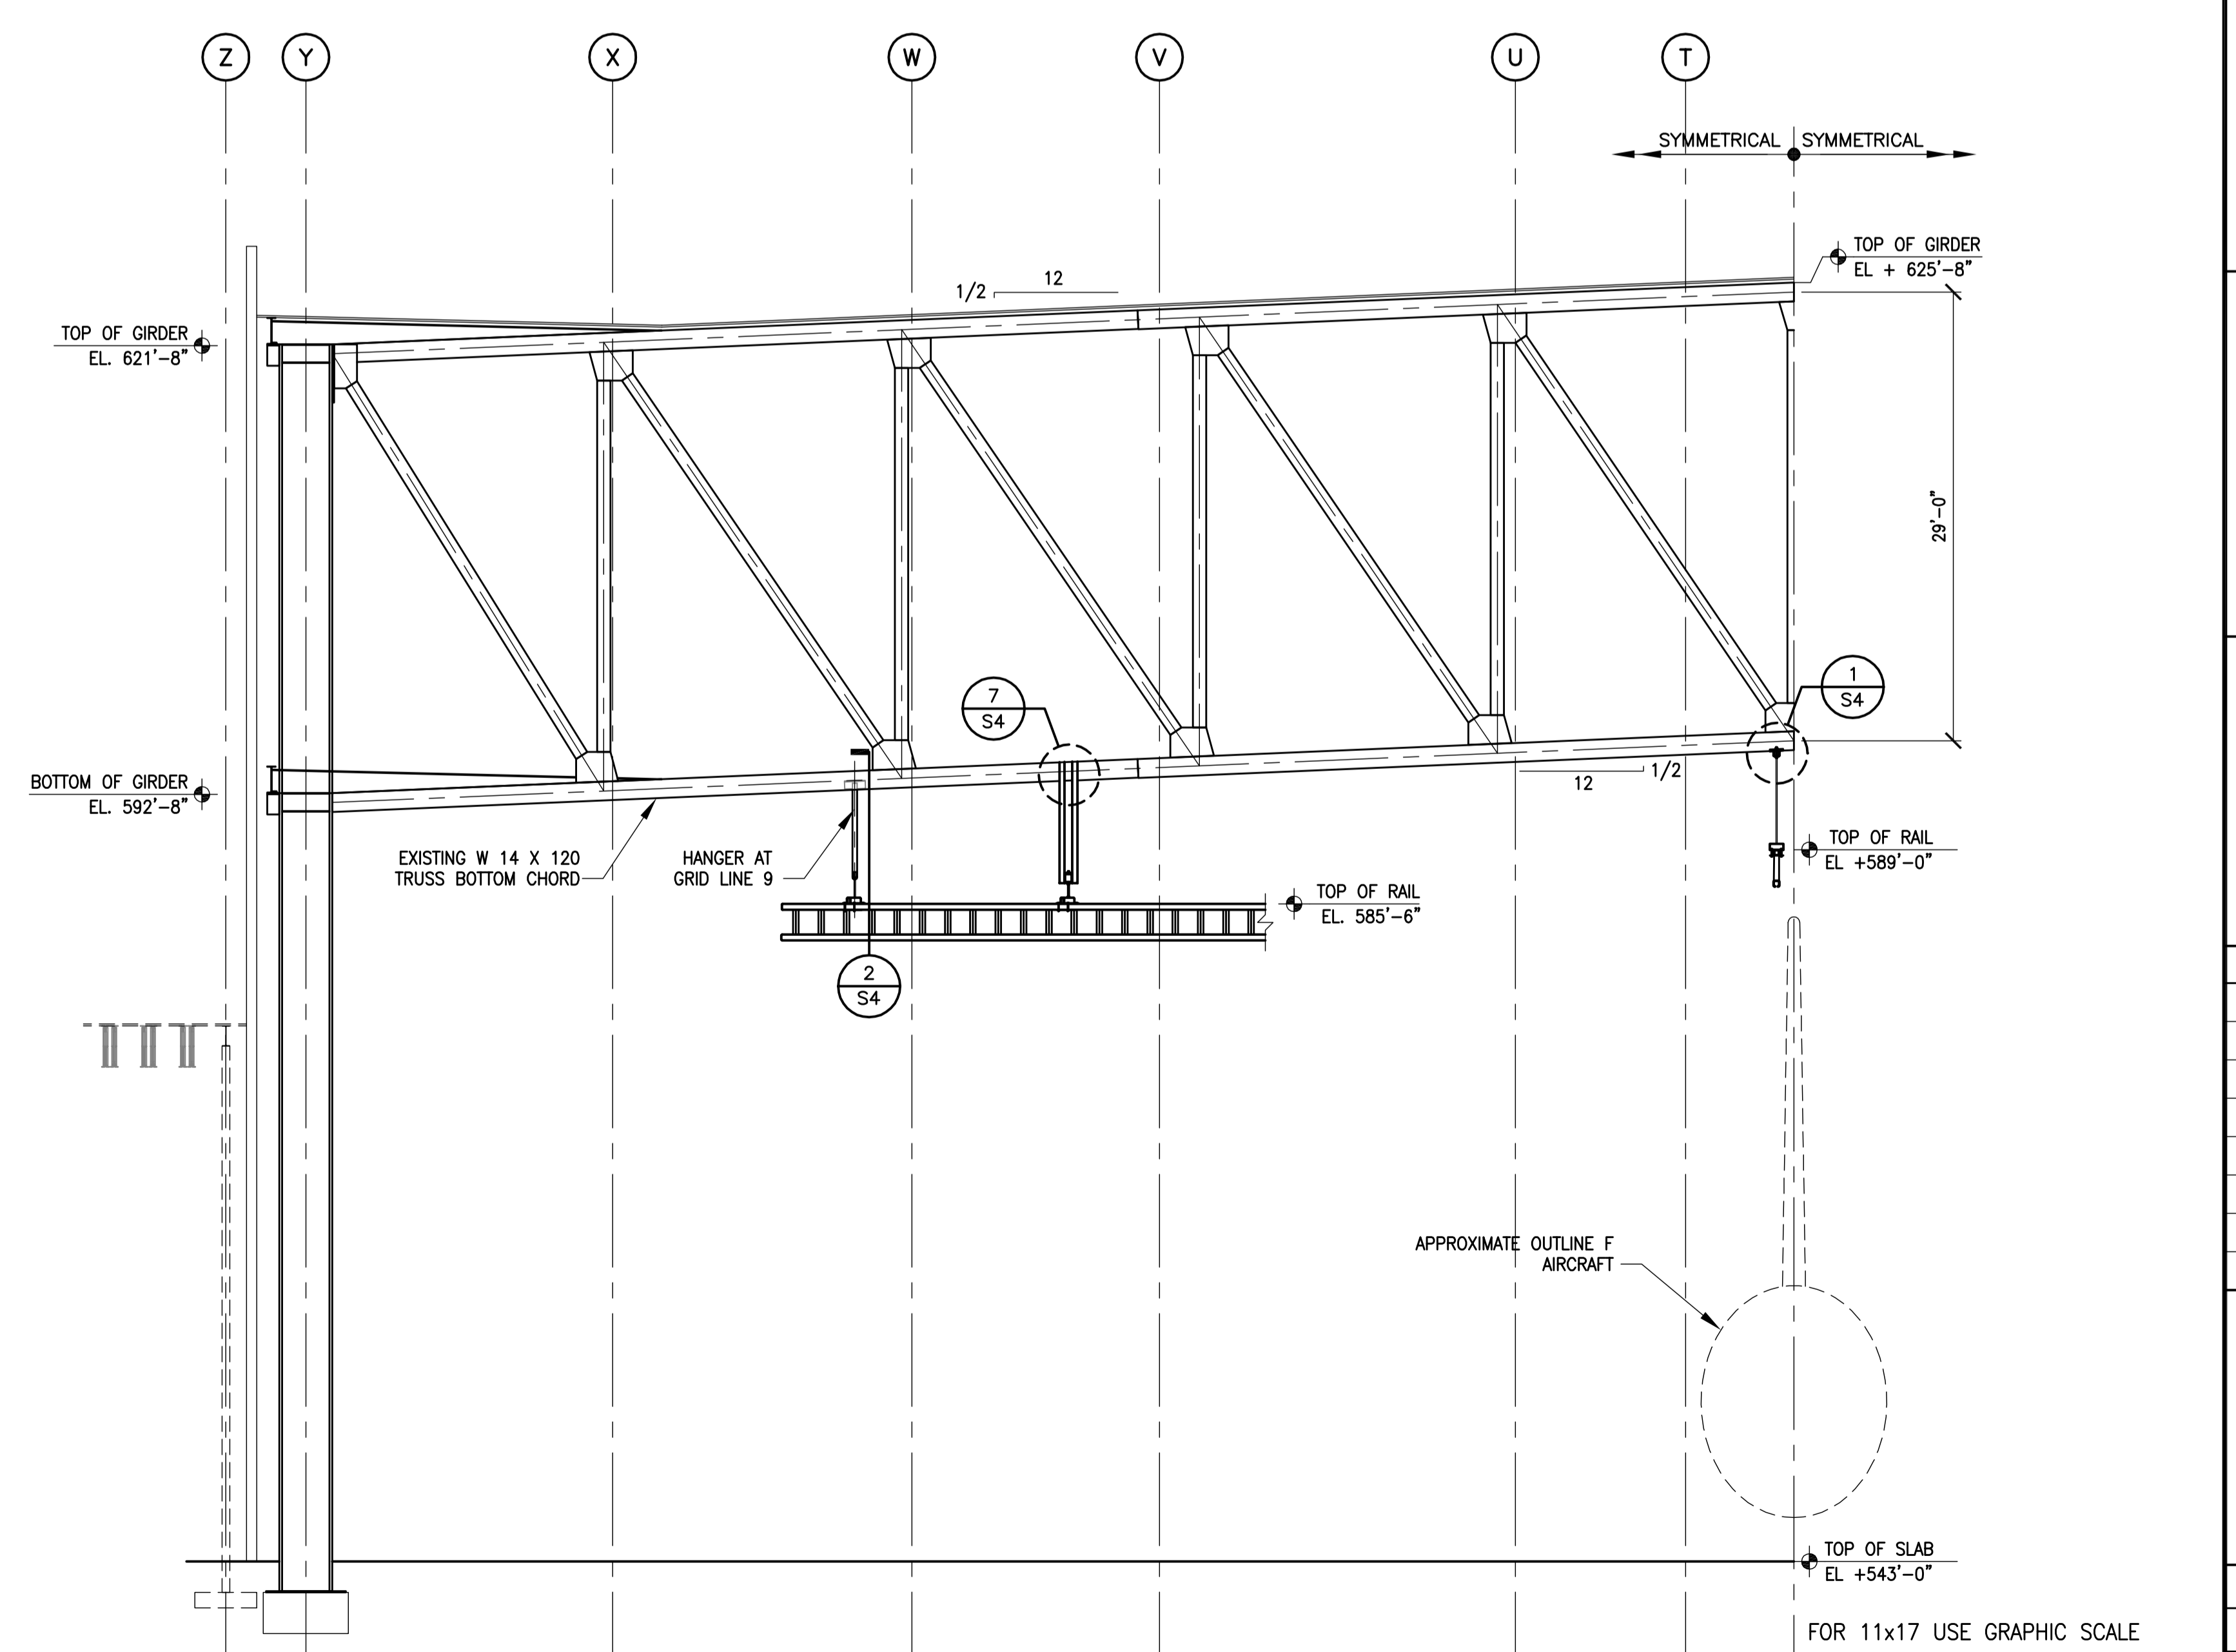 Z Y X W V U T
SYMMETRICAL SYMMETRICAL
TOP OF GIRDER
EL + 625'-8"
12
1/2
TOP OF GIRDER
EL. 621'-8"
29'-0"
7
S4
1
S4
BOTTOM OF GIRDER
EL. 592'-8"
1/2
12
EXISTING W 14 X 120
TRUSS BOTTOM CHORD
HANGER AT
GRID LINE 9
TOP OF RAIL
EL +589'-0"
TOP OF RAIL
EL. 585'-6"
2
S4
APPROXIMATE OUTLINE F
AIRCRAFT
TOP OF SLAB
EL +543'-0"
FOR 11x17 USE GRAPHIC SCALE